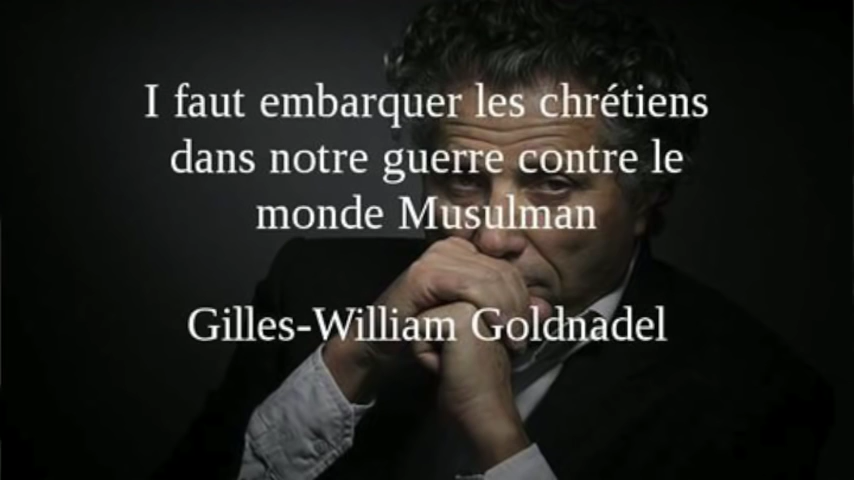 I faut embarquer les chrétiens
dans notre guerre contre le
monde Musulman
Gilles-William Goldnadel